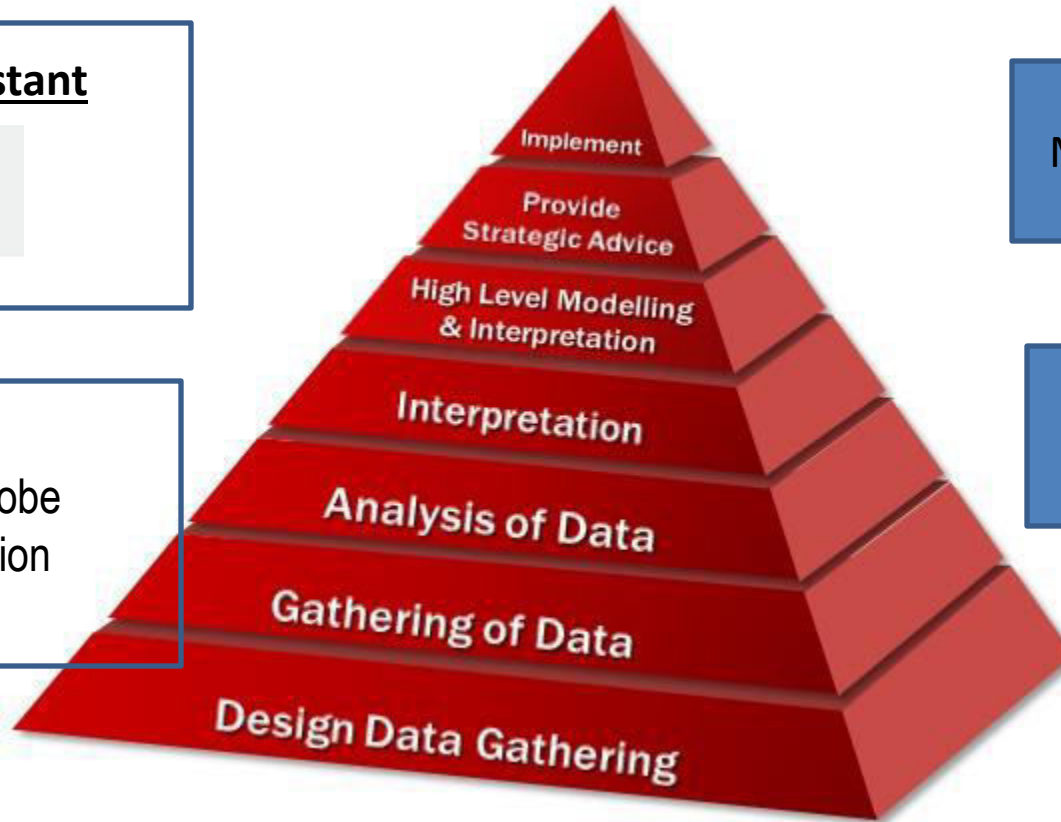 stant
Implement
Provide
Strategic Advice
High Level Modelling
& Interpretation
Interpretation
obe
tion
Analysis of Data
Gathering of Data
Design Data Gathering